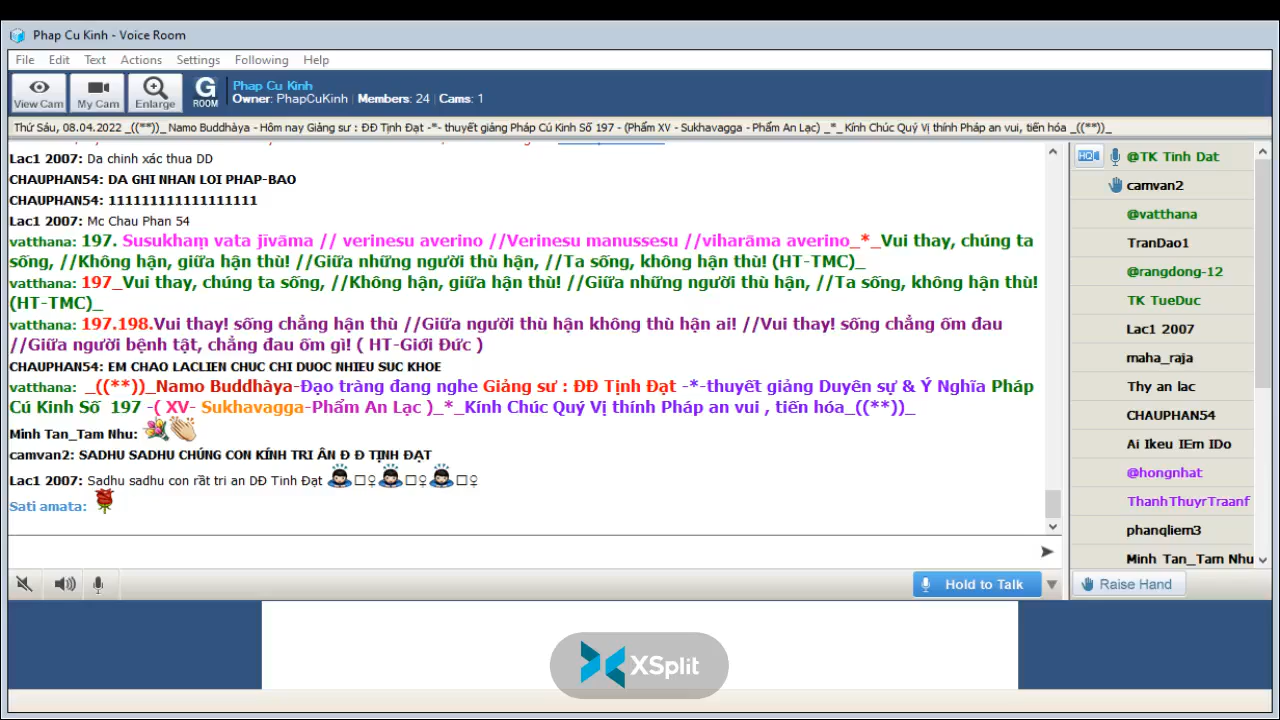 Phap Cu Kinh - Voice Room
File Edit Text Actions Settings Following Help
View Cam My Cam Enlarge G ROOM
Phap Cu Kinh
Owner: PhapCuKinh | Members: 24 | Cams: 1
Thứ Sáu, 08.04.2022 _((**))_ Namo Buddhàya - Hôm nay Giảng sư : ĐĐ Tịnh Đạt -*- thuyết giảng Pháp Cú Kinh Số 197 - (Phẩm XV - Sukhavagga - Phẩm An Lạc) _*_ Kính Chúc Quý Vị thính Pháp an vui, tiến hóa _((**))_
Lac1 2007: Da chinh xác thua DD
CHAUPHAN54: DA GHI NHAN LOI PHAP-BAO
CHAUPHAN54: 111111111111111111
Lac1 2007: Mc Chau Phan 54
vatthana: 197. Susukhaṃ vata jīvāma // verinesu averino //Verinesu manussesu //viharāma averino_*_Vui thay, chúng ta
sống, //Không hận, giữa hận thù! //Giữa những người thù hận, //Ta sống, không hận thù! (HT-TMC)_
vatthana: 197_Vui thay, chúng ta sống, //Không hận, giữa hận thù! //Giữa những người thù hận, //Ta sống, không hận thù!
(HT-TMC)_
vatthana: 197.198.Vui thay! sống chẳng hận thù //Giữa người thù hận không thù hận ai! //Vui thay! sống chẳng ốm đau
//Giữa người bệnh tật, chẳng đau ốm gì! ( HT-Giới Đức )
CHAUPHAN54: EM CHAO LACLIEN CHUC CHI DUOC NHIEU SUC KHOE
vatthana: _((**))_Namo Buddhàya-Đạo tràng đang nghe Giảng sư : ĐĐ Tịnh Đạt -*-thuyết giảng Duyên sự & Ý Nghĩa Pháp
Cú Kinh Số 197 -( XV- Sukhavagga-Phẩm An Lạc )_*_Kính Chúc Quý Vị thính Pháp an vui , tiến hóa_((**))_
Minh Tan_Tam Nhu:
camvan2: SADHU SADHU CHÚNG CON KÍNH TRI ÂN Đ Đ TỊNH ĐẠT
Lac1 2007: Sadhu sadhu con rất tri an DĐ Tinh Đạt
Sati amata:
@TK Tinh Dat
camvan2
@vatthana
TranDao1
@rangdong-12
TK TueDuc
Lac1 2007
maha_raja
Thy an lac
CHAUPHAN54
Ai lkeu IErn IDo
@hongnhat
ThanhThuyrTraanf
phanqliem3
Minh Tan_Tam Nhu
Hold to Talk
Raise Hand
XSplit